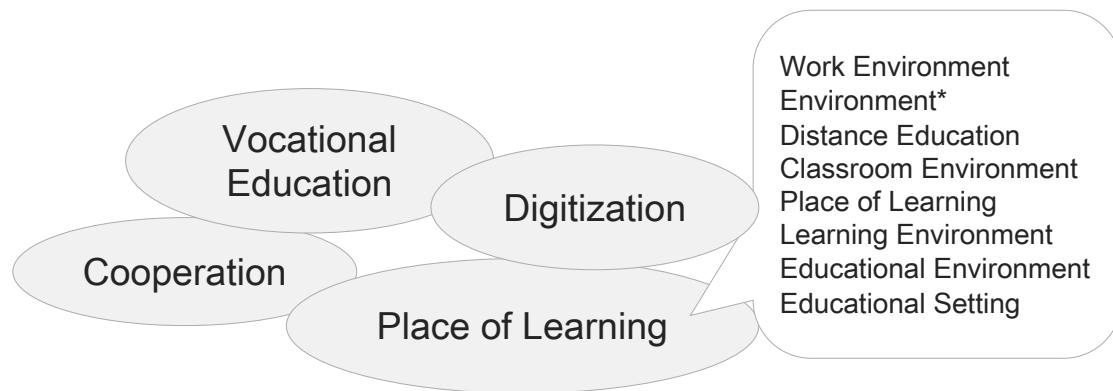 Vocational
Education
Digitization
Cooperation
Place of Learning
Work Environment
Environment*
Distance Education
Classroom Environment
Place of Learning
Learning Environment
Educational Environment
Educational Setting